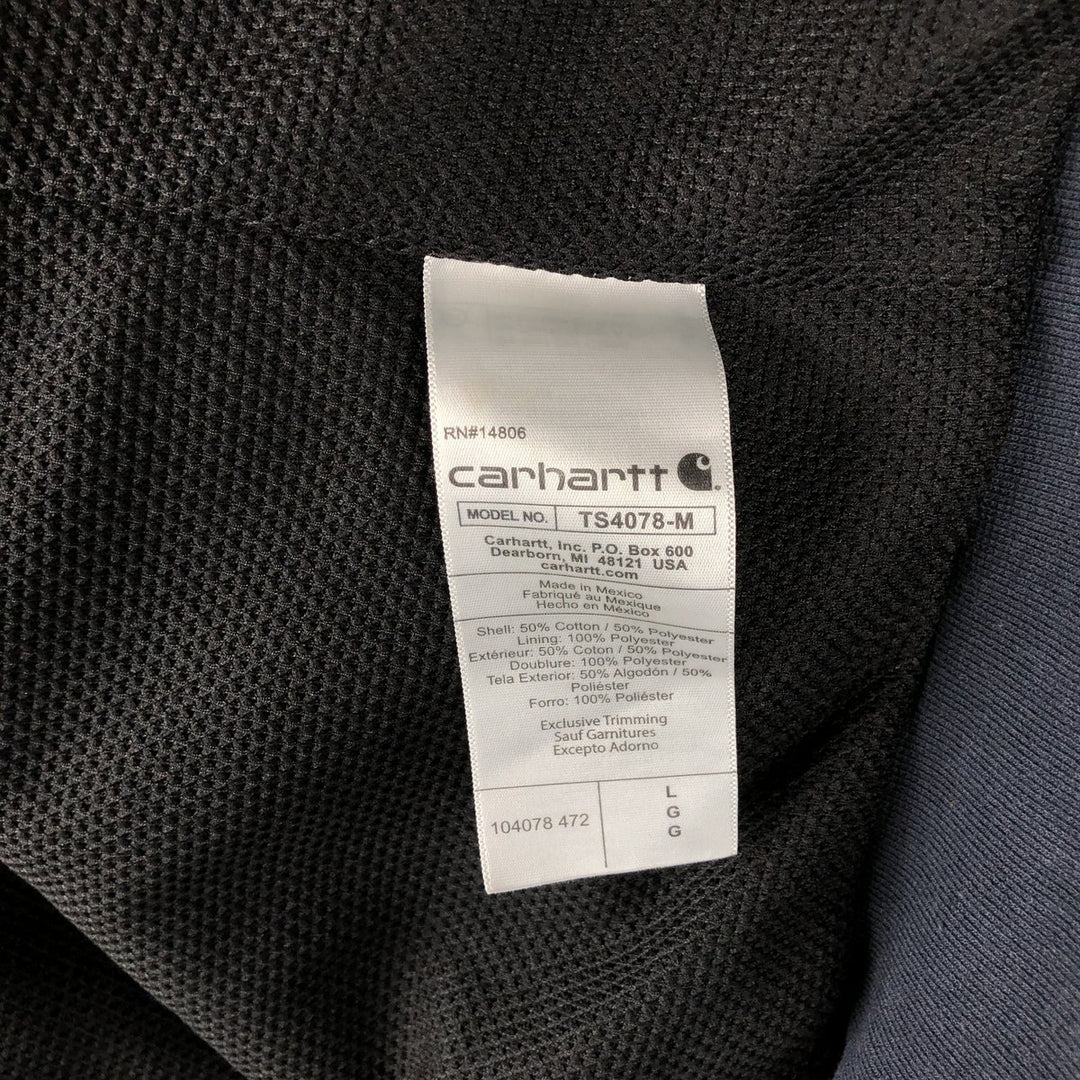 RN#14806
carhartt
MODEL NO. TS4078-M
Carhartt, Inc. P.O. Box 600
Dearborn, MI 48121 USA
carhartt.com
Made in Mexico
Fabriqué au Mexique
Hecho en México
Shell: 50% Cotton / 50% Polyester
Lining: 100% Polyester
Extérieur: 50% Coton / 50% Polyester
Doublure: 100% Polyester
Tela Exterior: 50% Algodón / 50%
Poliéster
Forro: 100% Poliéster
Exclusive Trimming
Sauf Garnitures
Excepto Adorno
104078 472
L
G
G